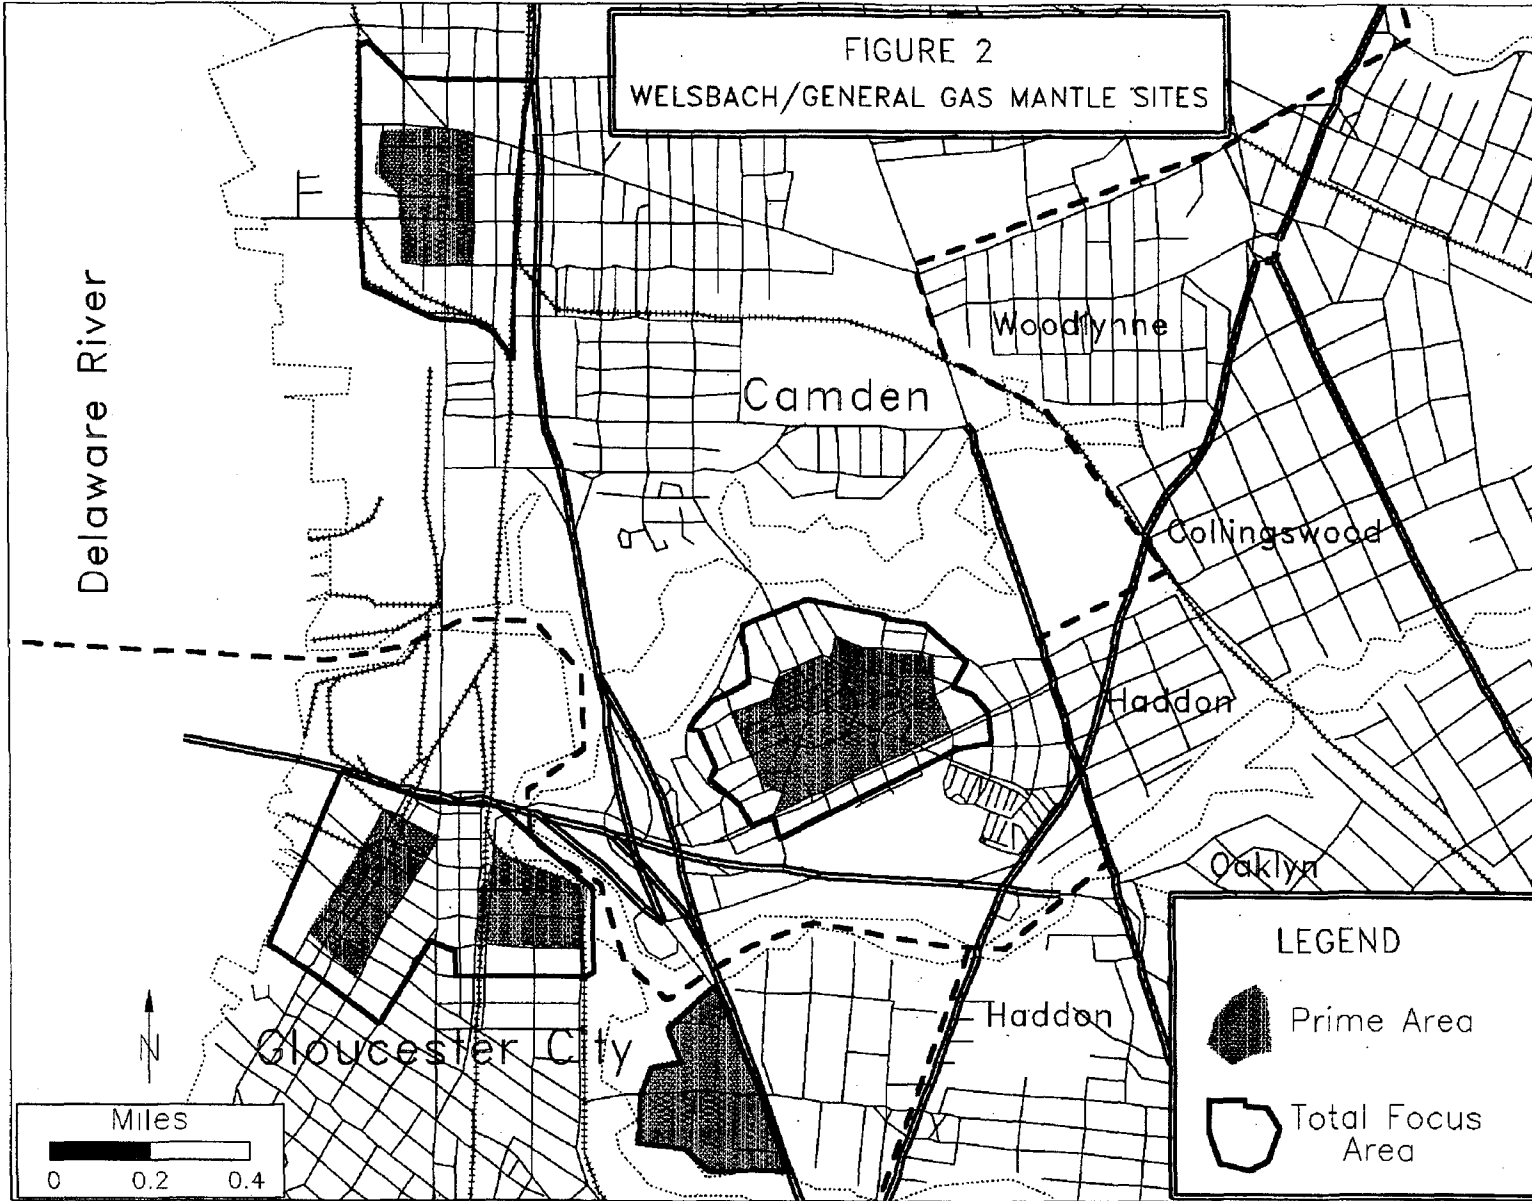 FIGURE 2
WELSBACH/GENERAL GAS MANTLE SITES
Delaware River
Woodlynne
Camden
Collingswood
Haddon
Oaklyn
Haddon
Gloucester City
N
Miles
0 0.2 0.4
LEGEND
Prime Area
Total Focus
Area